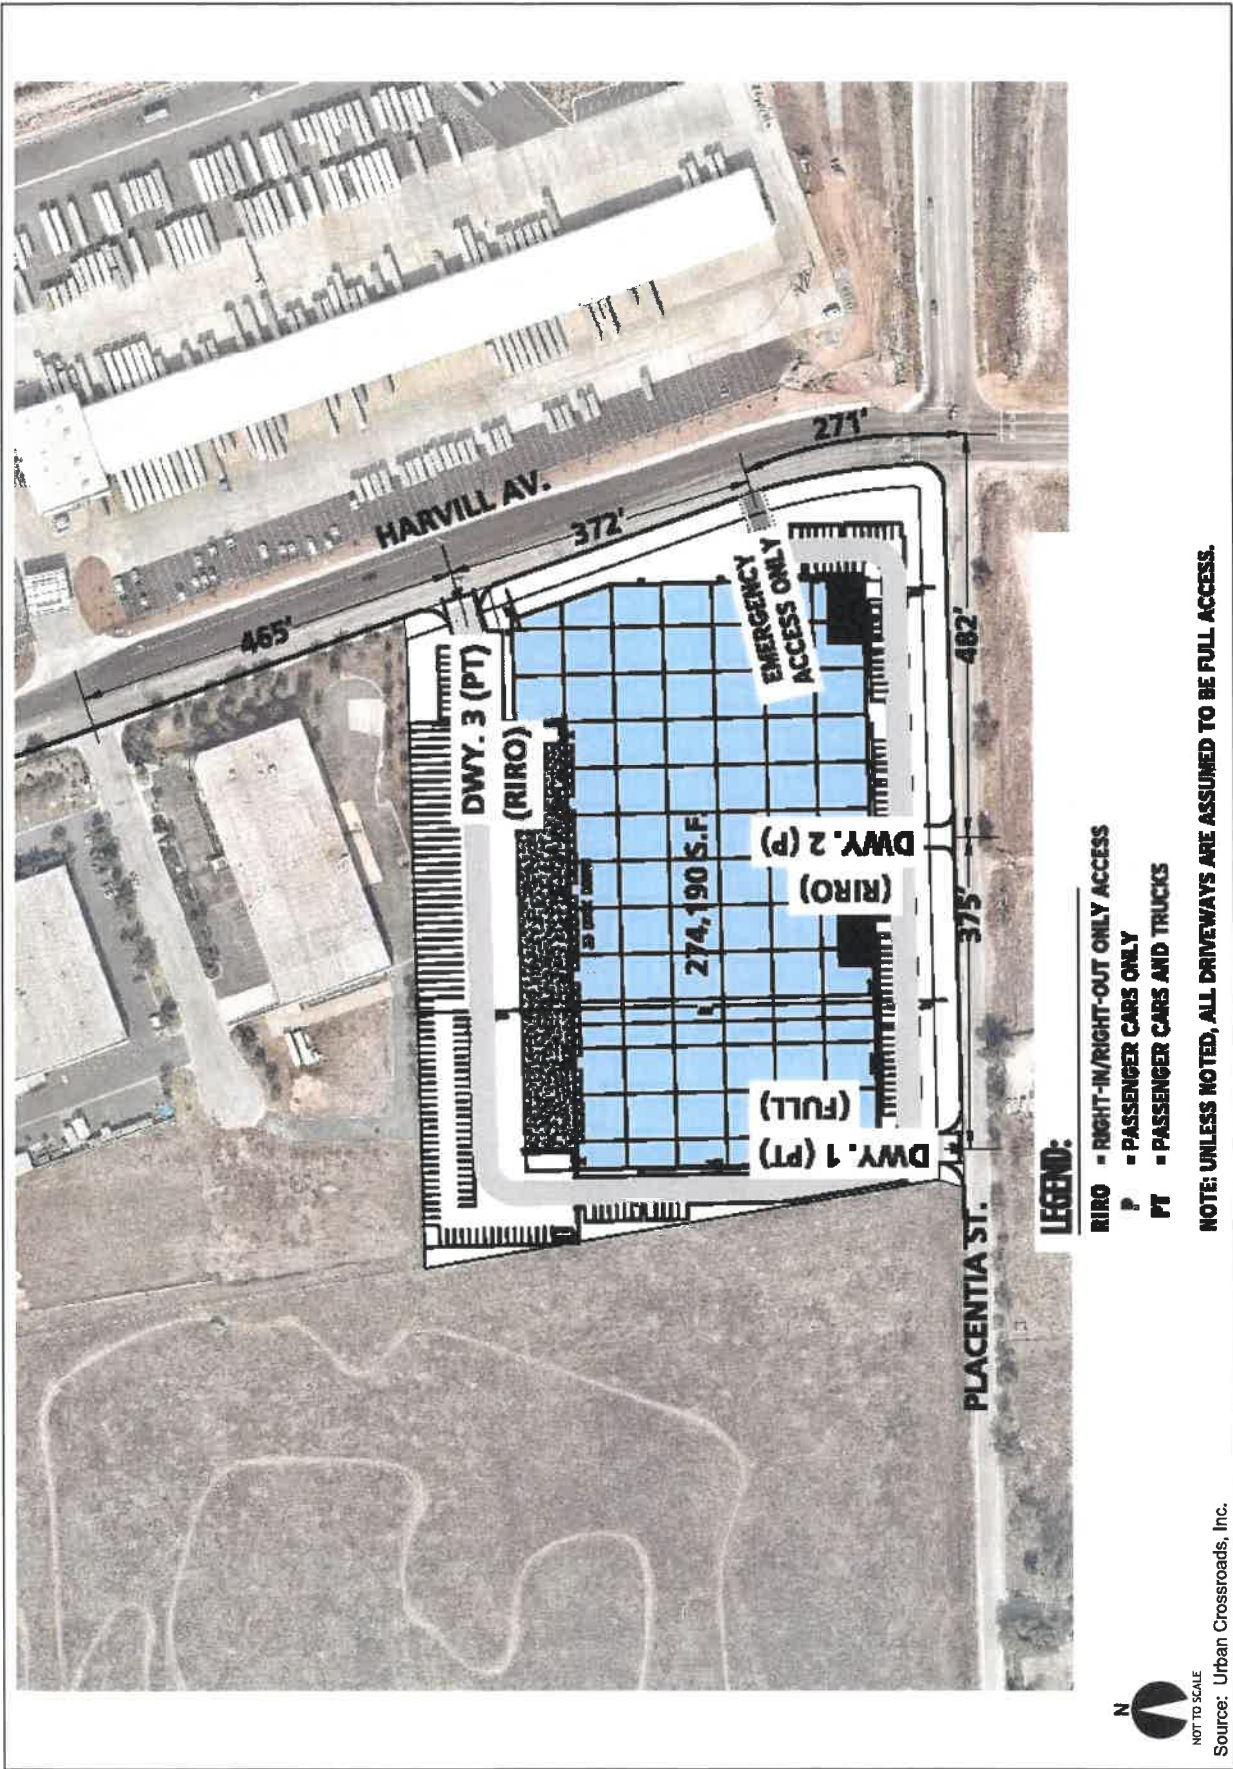 HARVILL AV.
465'
372'
271'
DWY. 3 (PT)
(RIRO)
EMERGENCY
ACCESS ONLY
274,190 S.F.
DWY. 2 (P)
(RIRO)
DWY. 1 (PT)
(FULL)
482'
375'
PLACENTIA ST.
LEGEND:
RIRO = RIGHT-IN/RIGHT-OUT ONLY ACCESS
P = PASSENGER CARS ONLY
PT = PASSENGER CARS AND TRUCKS
NOTE: UNLESS NOTED, ALL DRIVEWAYS ARE ASSUMED TO BE FULL ACCESS.
N
NOT TO SCALE
Source: Urban Crossroads, Inc.